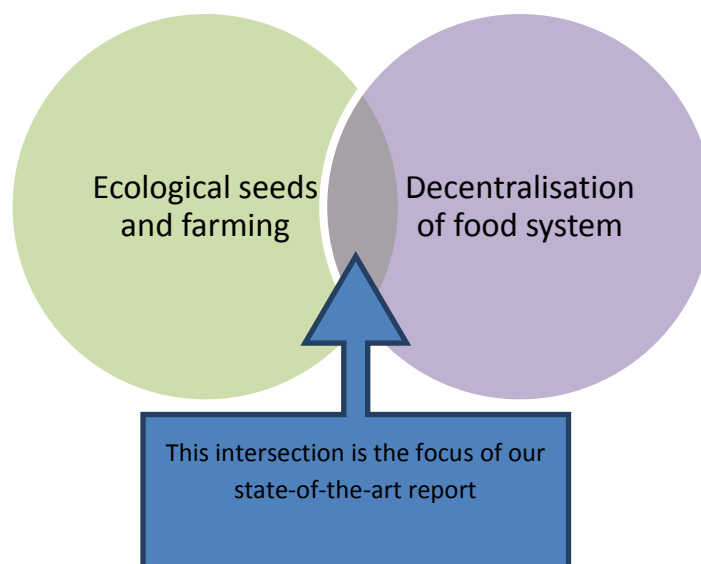 Ecological seeds
and farming
Decentralisation
of food system
This intersection is the focus of our
state-of-the-art report